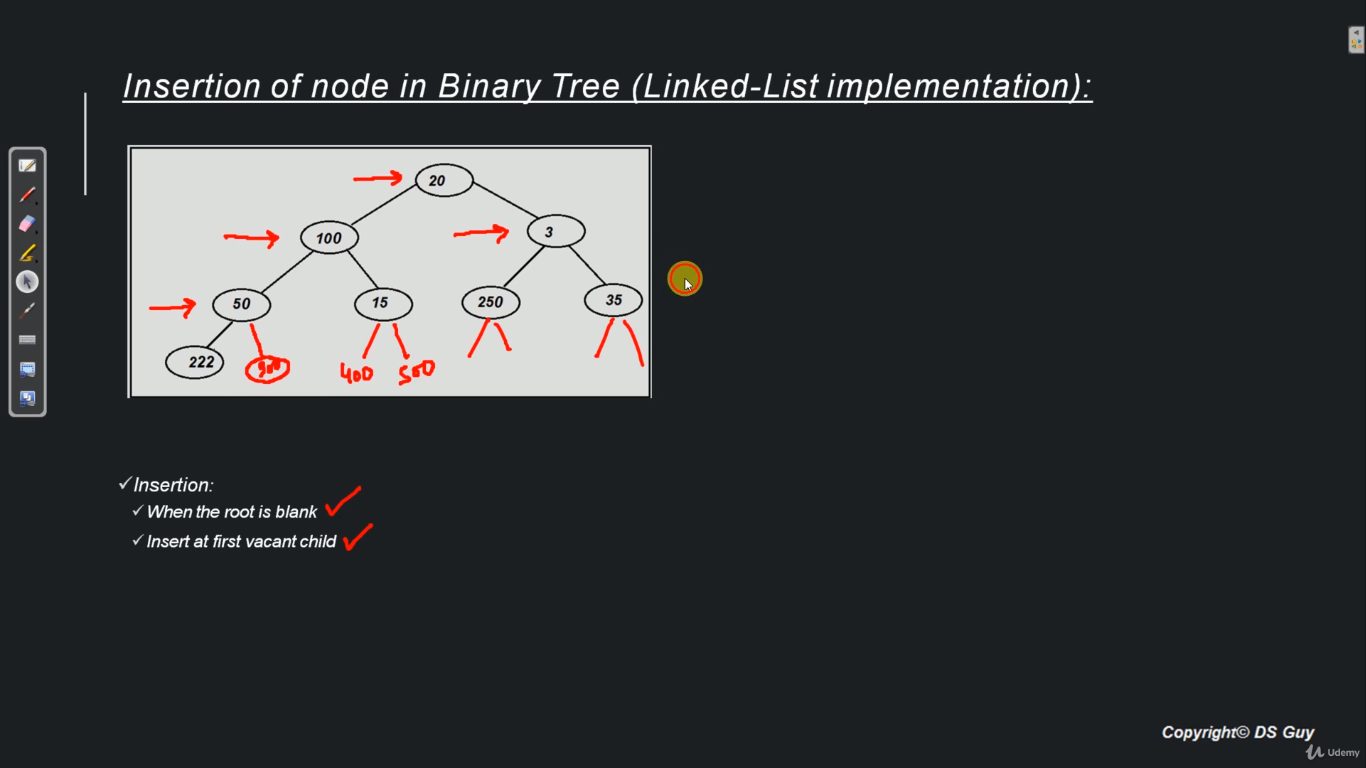 Insertion of node in Binary Tree (Linked-List implementation):
20
100
3
50
15
250
35
222
400
500
✓Insertion:
✓When the root is blank
✓Insert at first vacant child
Copyright© DS Guy
Udemy